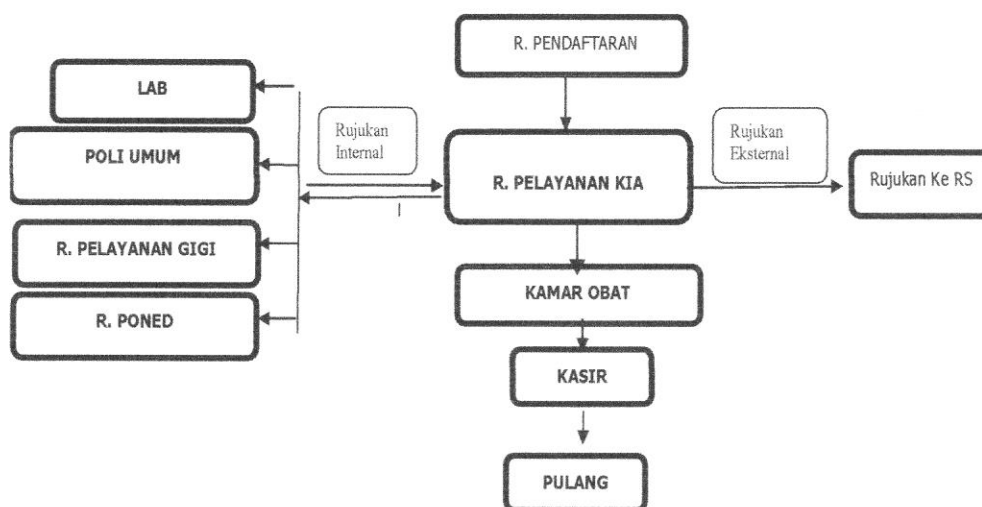 R. PENDAFTARAN
LAB
Rujukan
Internal
Rujukan
Eksternal
POLI UMUM
R. PELAYANAN KIA
Rujukan Ke RS
R. PELAYANAN GIGI
KAMAR OBAT
R. PONED
KASIR
PULANG